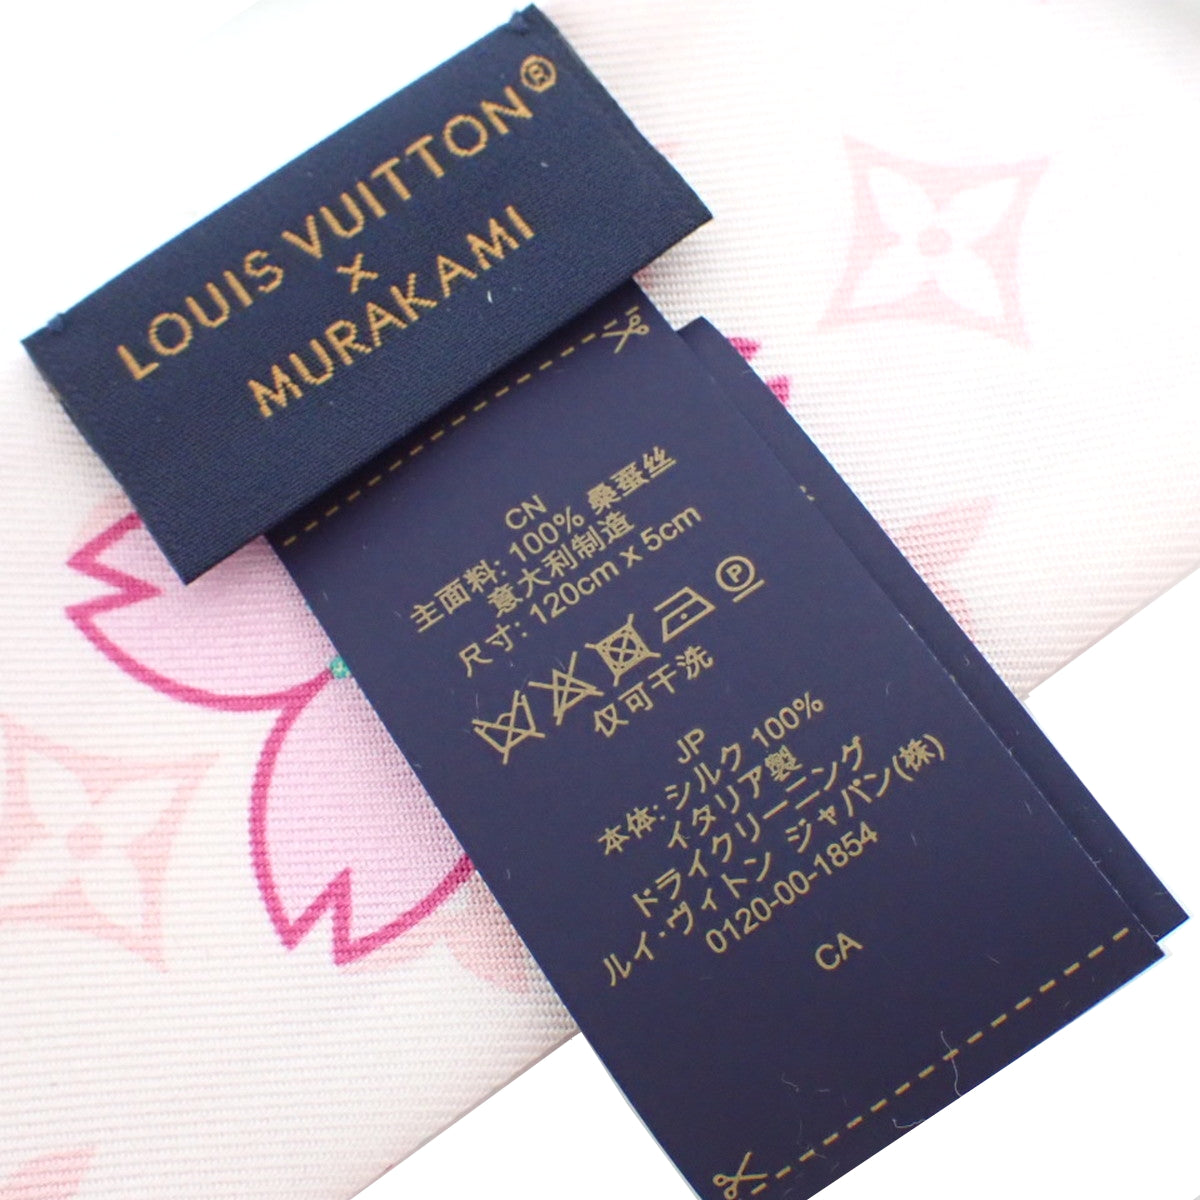 LOUIS VUITTON®
×
MURAKAMI
CN
主面料: 100% 桑蚕丝
意大利制造
尺寸: 120cm x 5cm
P
仅可干洗
JP
本体: シルク 100%
イタリア製
ドライクリーニング
ルイ・ヴィトン ジャパン(株)
0120-00-1854
CA